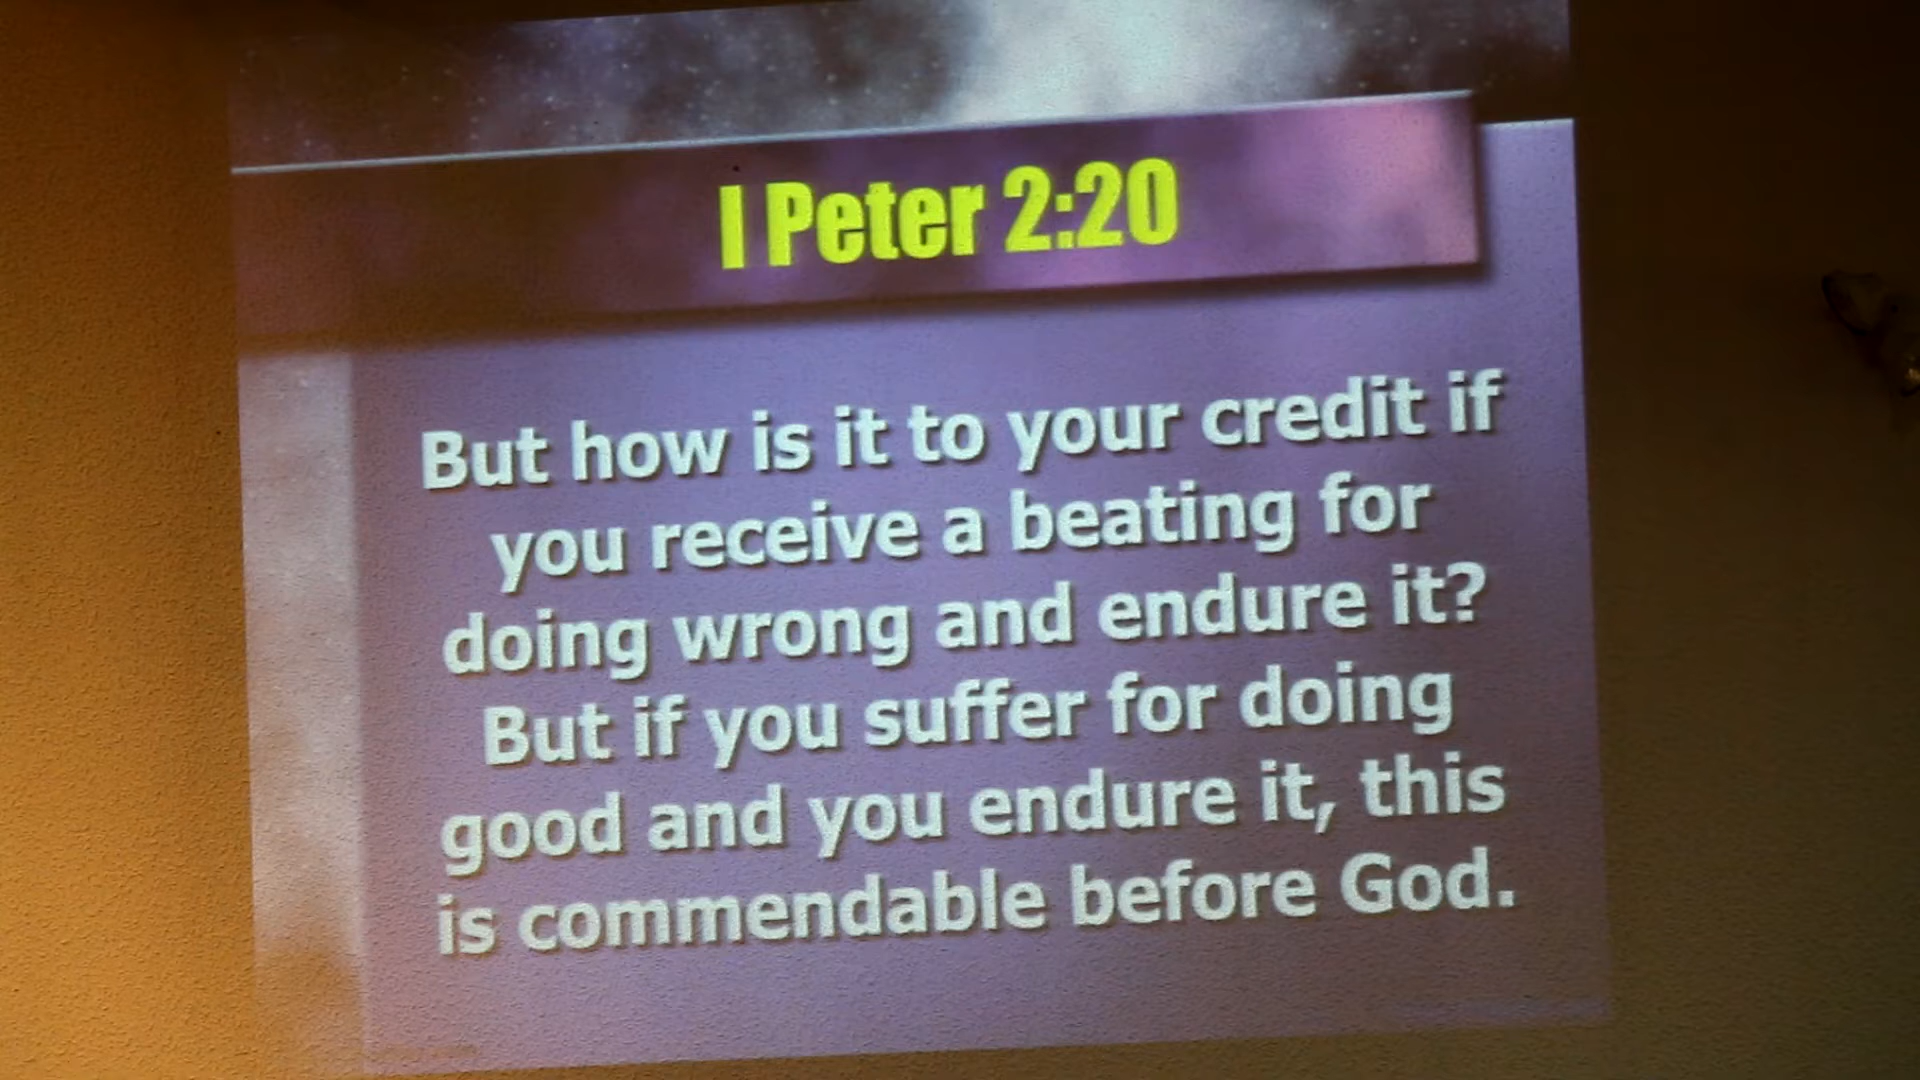 I Peter 2:20
But how is it to your credit if
you receive a beating for
doing wrong and endure it?
But if you suffer for doing
good and you endure it, this
is commendable before God.